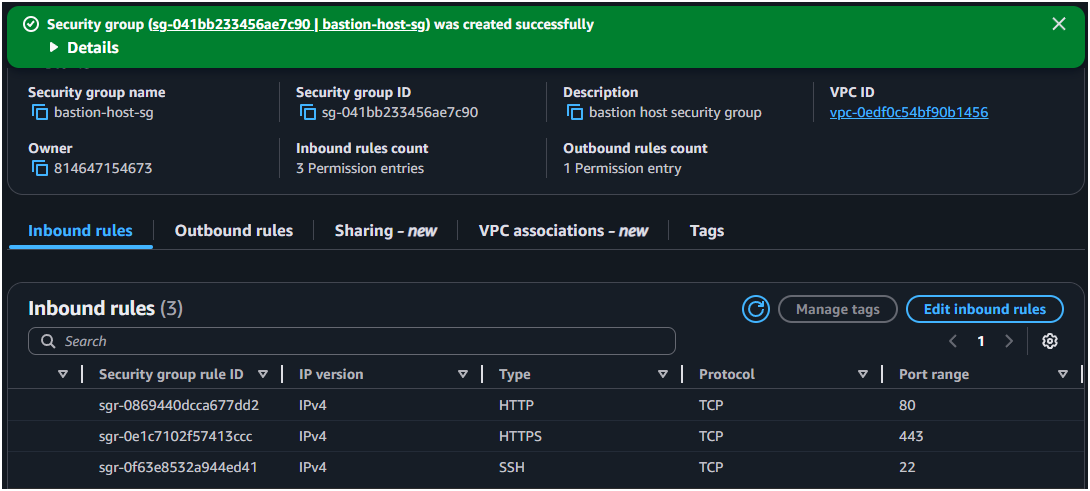 Security group (sg-041bb233456ae7c90 | bastion-host-sg) was created successfully
Details
Security group name
bastion-host-sg
Security group ID
sg-041bb233456ae7c90
Description
bastion host security group
VPC ID
vpc-0edf0c54bf90b1456
Owner
814647154673
Inbound rules count
3 Permission entries
Outbound rules count
1 Permission entry
Inbound rules Outbound rules Sharing - new VPC associations - new Tags
Inbound rules (3)
Manage tags Edit inbound rules
Search
1
Security group rule ID IP version Type Protocol Port range
sgr-0869440dcca677dd2 IPv4 HTTP TCP 80
sgr-0e1c7102f57413ccc IPv4 HTTPS TCP 443
sgr-0f63e8532a944ed41 IPv4 SSH TCP 22